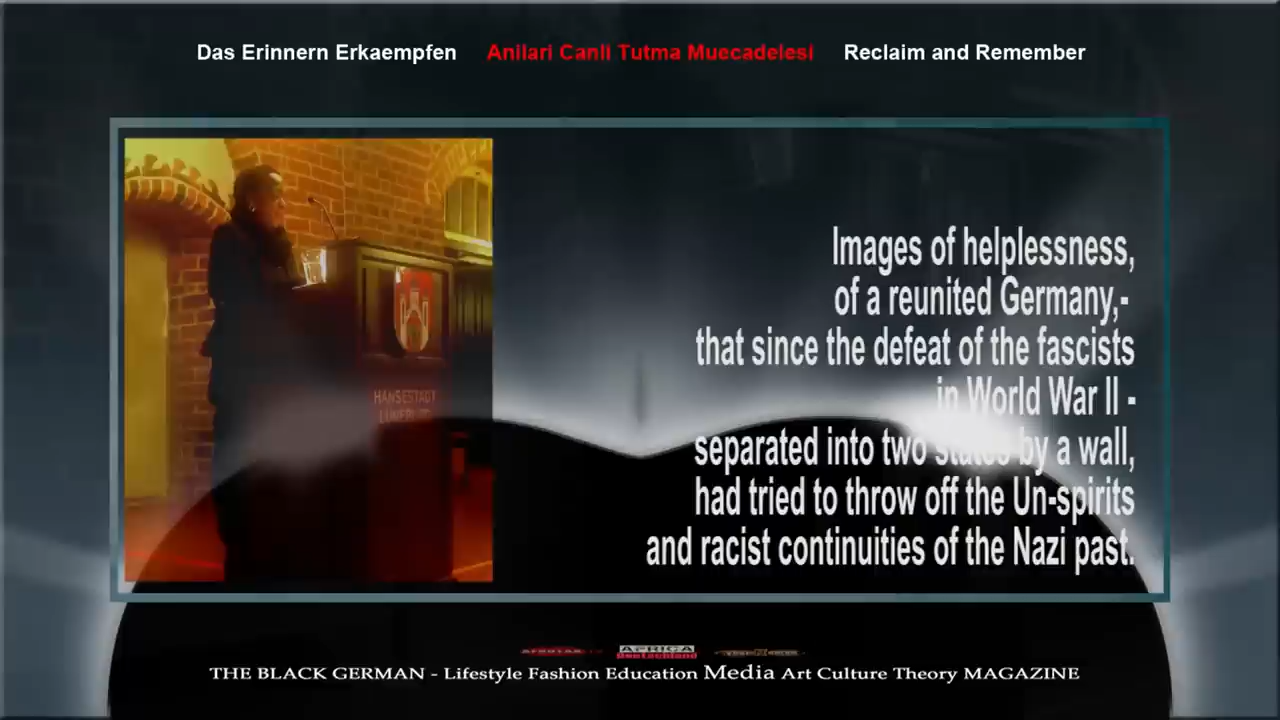 Das Erinnern Erkaempfen Anilari Canli Tutma Muecadelesi Reclaim and Remember
HANSESTADT
Images of helplessness,
of a reunited Germany,-
that since the defeat of the fascists
in World War II -
separated into two states by a wall,
had tried to throw off the Un-spirits
and racist continuities of the Nazi past.
AFRICA
Deutschland
THE BLACK GERMAN - Lifestyle Fashion Education Media Art Culture Theory MAGAZINE